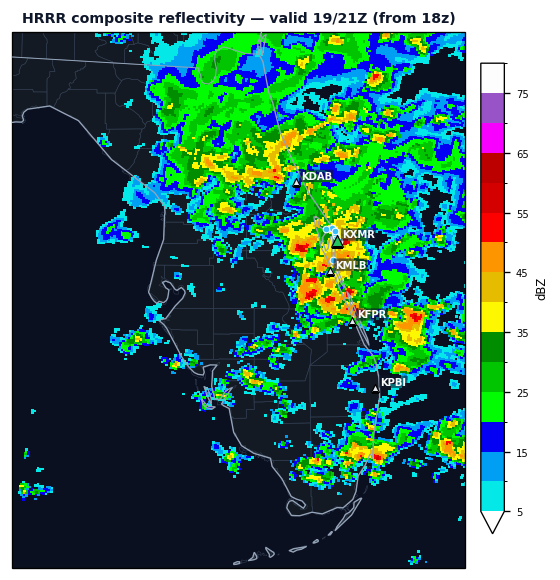 HRRR composite reflectivity — valid 19/21Z (from 18z)
KDAB
KXMR
KMLB
KFPR
KPBI
75
65
55
45
35
25
15
5
dBZ